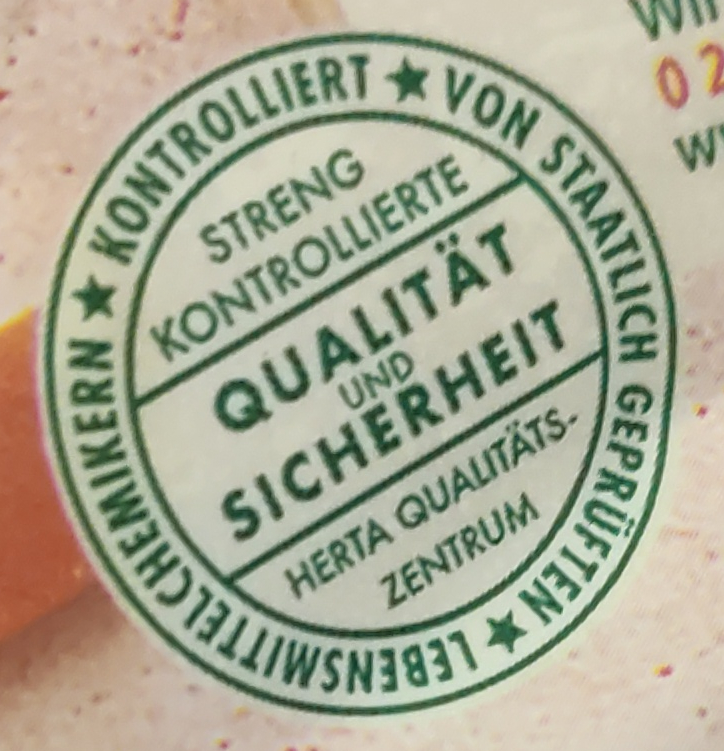 KONTROLLIERT ★ VON STAATLICH GEPRÜFTEN ★ LEBENSMITTELCHEMIKERN ★
STRENG
KONTROLLIERTE
QUALITÄT
UND
SICHERHEIT
HERTA QUALITÄTS-
ZENTRUM